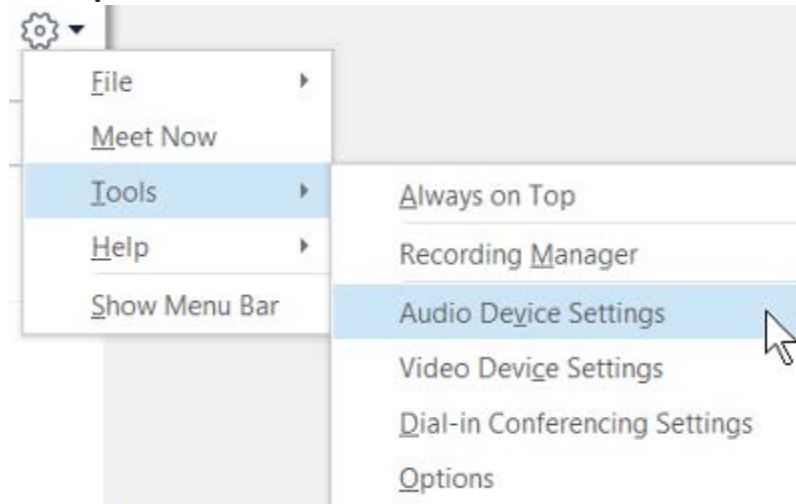 File
Meet Now
Tools
Help
Show Menu Bar
Always on Top
Recording Manager
Audio Device Settings
Video Device Settings
Dial-in Conferencing Settings
Options